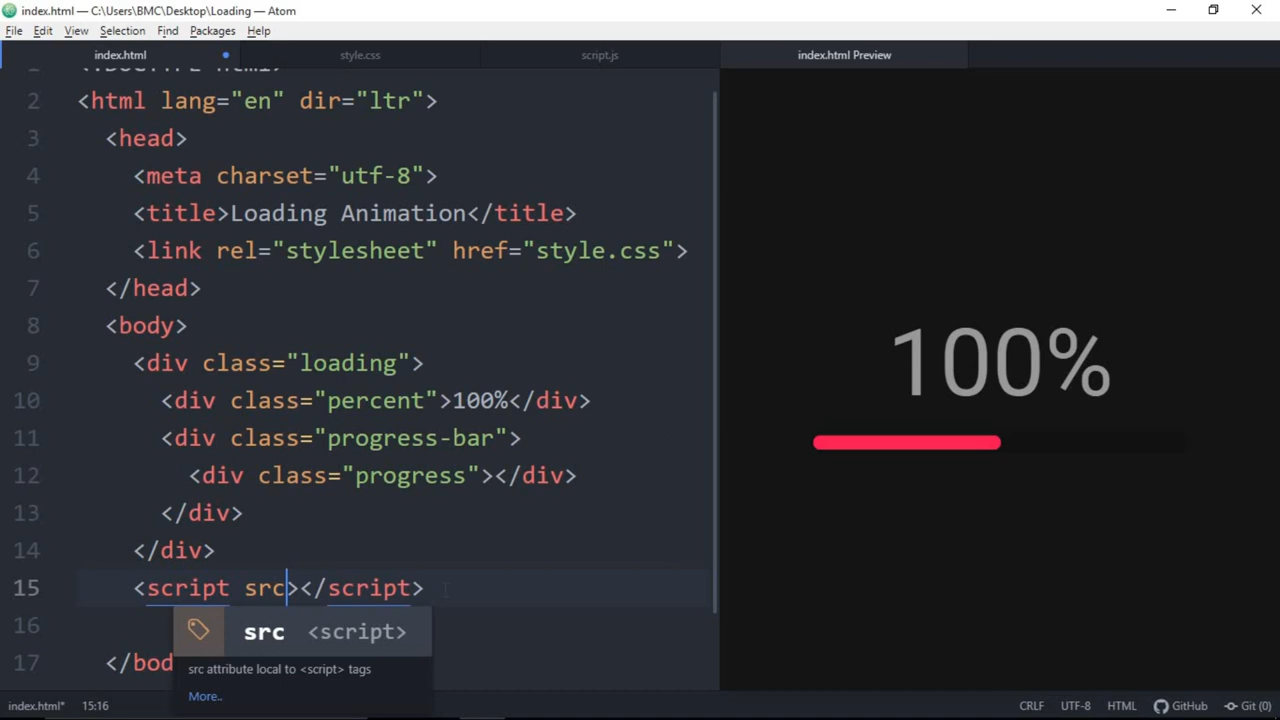 index.html — C:\Users\BMC\Desktop\Loading — Atom
File Edit View Selection Find Packages Help
index.html style.css script.js index.html Preview
1 <!DOCTYPE html>
2 <html lang="en" dir="ltr">
3 <head>
4 <meta charset="utf-8">
5 <title>Loading Animation</title>
6 <link rel="stylesheet" href="style.css">
7 </head>
8 <body>
9 <div class="loading">
10 <div class="percent">100%</div>
11 <div class="progress-bar">
12 <div class="progress"></div>
13 </div>
14 </div>
15 <script src></script>
16
17 </bod
src <script>
src attribute local to <script> tags
More..
100%
index.html* 15:16 CRLF UTF-8 HTML GitHub Git (0)